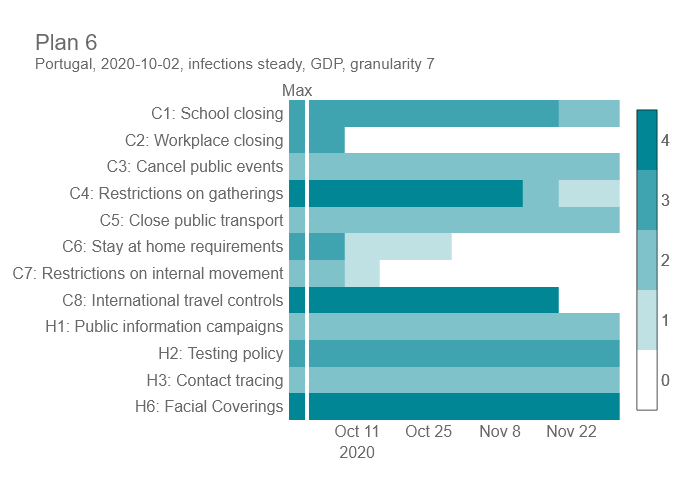 Plan 6
Portugal, 2020-10-02, infections steady, GDP, granularity 7
Max
C1: School closing
C2: Workplace closing
C3: Cancel public events
C4: Restrictions on gatherings
C5: Close public transport
C6: Stay at home requirements
C7: Restrictions on internal movement
C8: International travel controls
H1: Public information campaigns
H2: Testing policy
H3: Contact tracing
H6: Facial Coverings
Oct 11 Oct 25 Nov 8 Nov 22
2020
4
3
2
1
0